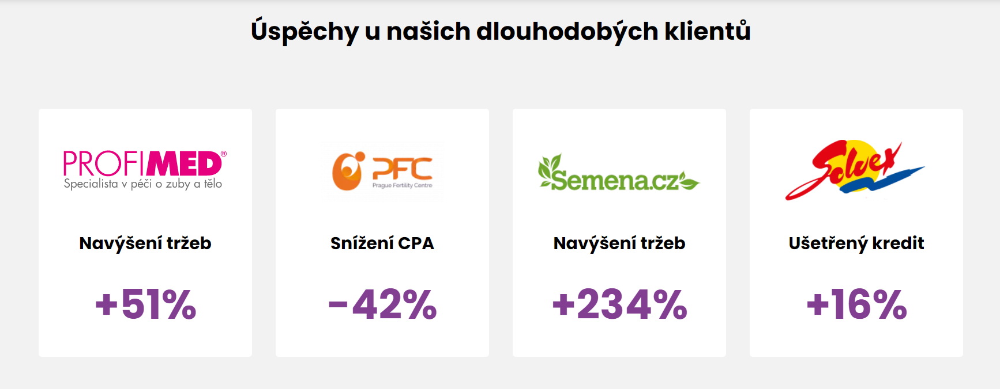 Úspěchy u našich dlouhodobých klientů
PROFIMED®
Specialista v péči o zuby a tělo
Navýšení tržeb
+51%
PFC
Prague Fertility Centre
Snížení CPA
-42%
Semena.cz
Navýšení tržeb
+234%
Solvex
Ušetřený kredit
+16%